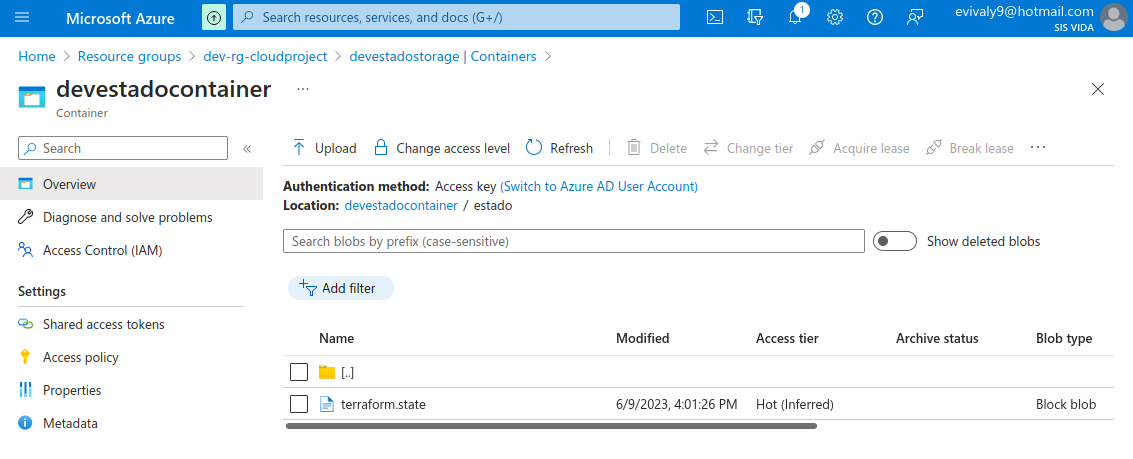 Microsoft Azure
Search resources, services, and docs (G+/)
1
evivaly9@hotmail.com
SIS VIDA
Home > Resource groups > dev-rg-cloudproject > devestadostorage | Containers >
devestadocontainer ...
Container
Search
«
Overview
Diagnose and solve problems
Access Control (IAM)
Settings
Shared access tokens
Access policy
Properties
Metadata
Upload Change access level Refresh Delete Change tier Acquire lease Break lease ...
Authentication method: Access key (Switch to Azure AD User Account)
Location: devestadocontainer / estado
Search blobs by prefix (case-sensitive)
Show deleted blobs
Add filter
Name Modified Access tier Archive status Blob type
[..]
terraform.state 6/9/2023, 4:01:26 PM Hot (Inferred) Block blob